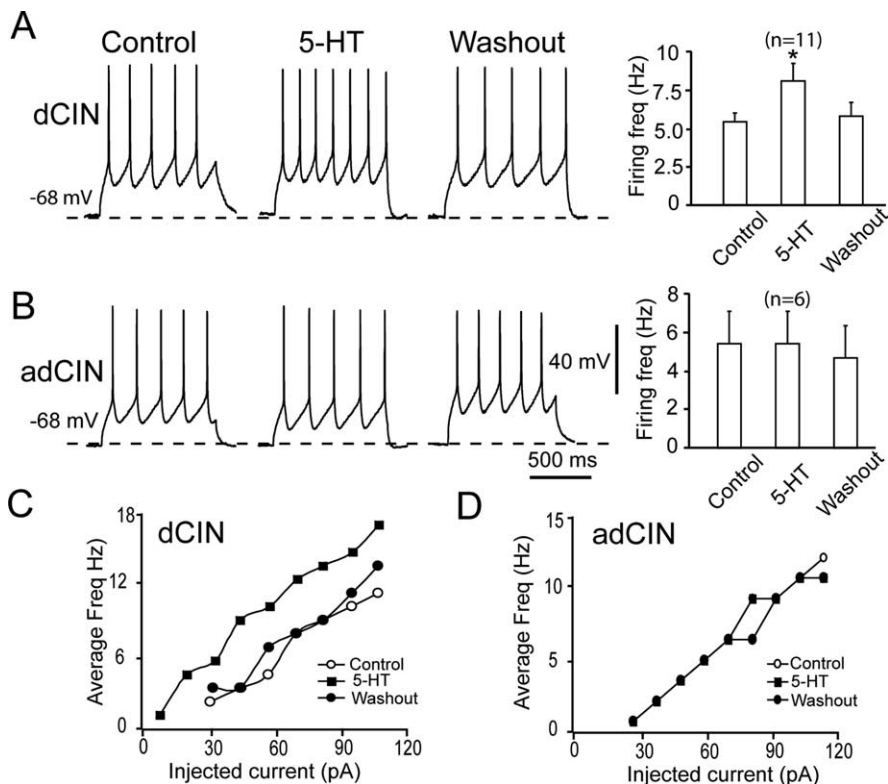 A
Control 5-HT Washout
dCIN
-68 mV
(n=11)
*
Firing freq (Hz)
10
7.5
5.0
2.5
0
Control
5-HT
Washout
B
adCIN
-68 mV
40 mV
500 ms
(n=6)
Firing freq (Hz)
8
6
4
2
0
Control
5-HT
Washout
C
dCIN
Average Freq Hz)
18
12
6
0
Control
5-HT
Washout
0 30 60 90 120
Injected current (pA)
D
adCIN
Average Freq (Hz)
15
10
5
0
Control
5-HT
Washout
0 30 60 90 120
Injected current (pA)